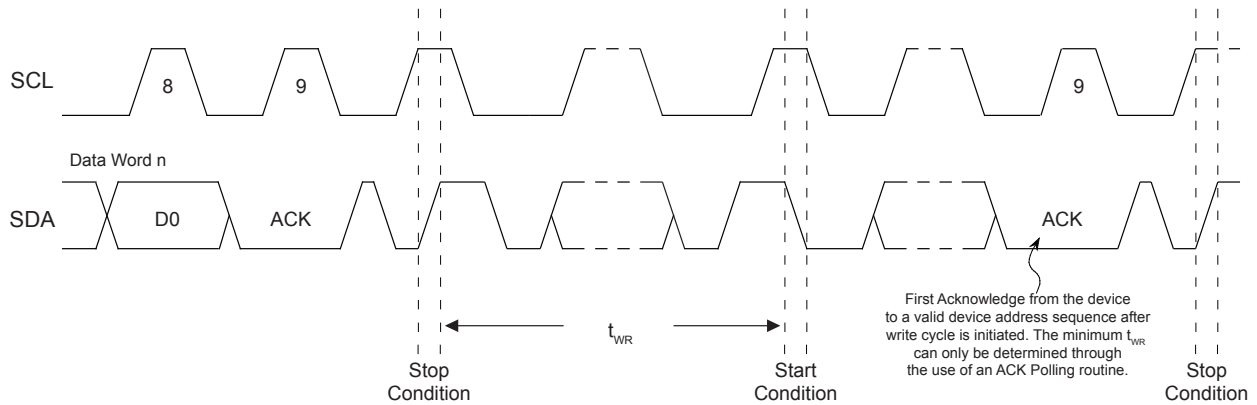 SCL
8
9
9
Data Word n
SDA
D0
ACK
ACK
First Acknowledge from the device
to a valid device address sequence after
write cycle is initiated. The minimum tWR
can only be determined through
the use of an ACK Polling routine.
tWR
Stop
Condition
Start
Condition
Stop
Condition